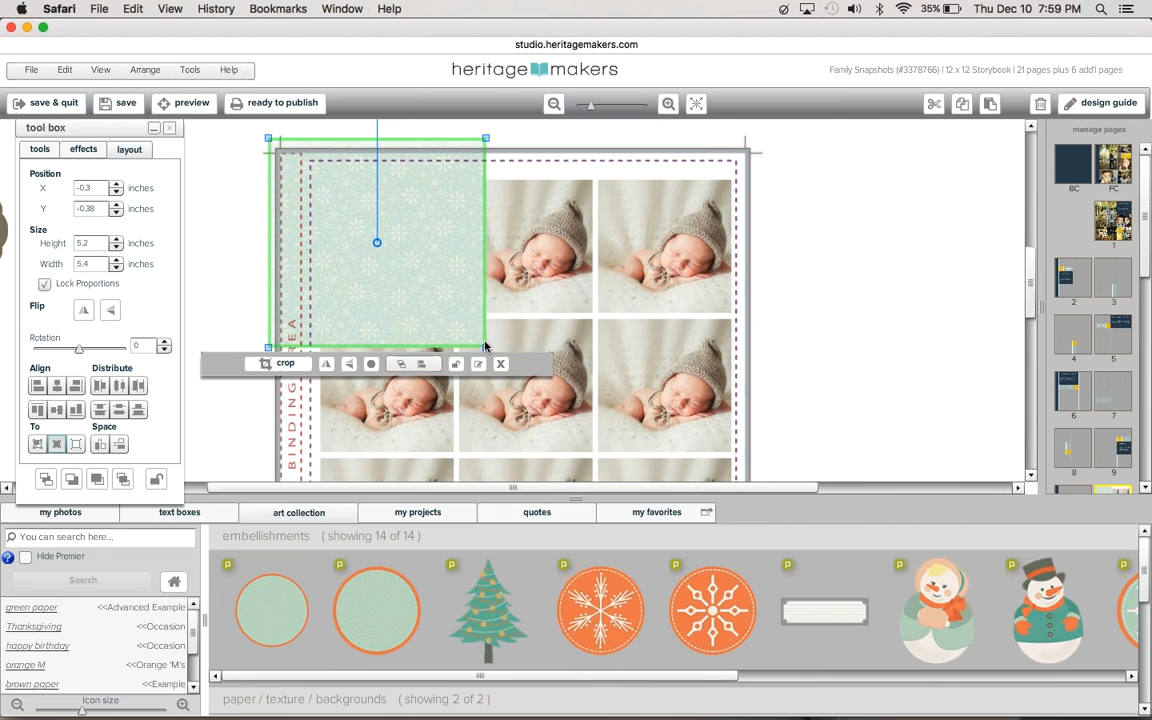 Safari File Edit View History Bookmarks Window Help 35% Thu Dec 10 7:59 PM
studio.heritagemakers.com
File Edit View Arrange Tools Help
heritage makers
Family Snapshots (#3378766) | 12 x 12 Storybook | 21 pages plus 6 add'l pages
save & quit save preview ready to publish design guide
tool box
tools effects layout
Position
X -0.3 inches
Y -0.38 inches
Size
Height 5.2 inches
Width 5.4 inches
Lock Proportions
Flip
Rotation 0
Align Distribute
To Space
BINDING AREA
crop
manage pages
BC FC
1
2 3
4 5
6 7
8 9
my photos text boxes art collection my projects quotes my favorites
You can search here...
? Hide Premier
Search
green paper <<Advanced Example
Thanksgiving <<Occasion
happy birthday <<Occasion
orange M <<Orange 'M's
brown paper <<Example
Icon size
embellishments ( showing 14 of 14 )
P P P P P P P P P
paper / texture / backgrounds ( showing 2 of 2 )